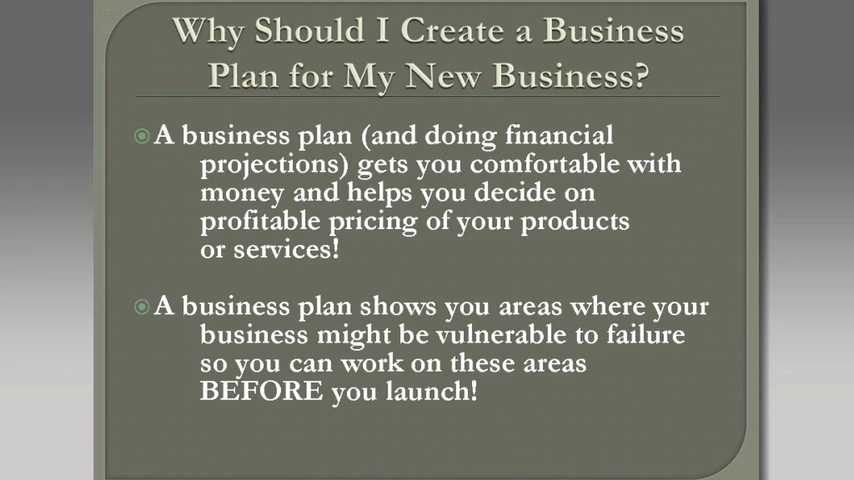 Why Should I Create a Business
Plan for My New Business?
A business plan (and doing financial
projections) gets you comfortable with
money and helps you decide on
profitable pricing of your products
or services!
A business plan shows you areas where your
business might be vulnerable to failure
so you can work on these areas
BEFORE you launch!